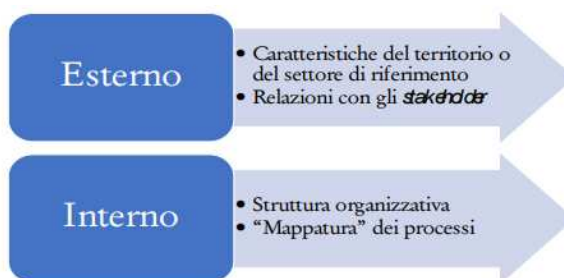 Esterno
• Caratteristiche del territorio o
del settore di riferimento
• Relazioni con gli stakeholder
Interno
• Struttura organizzativa
• “Mappatura” dei processi